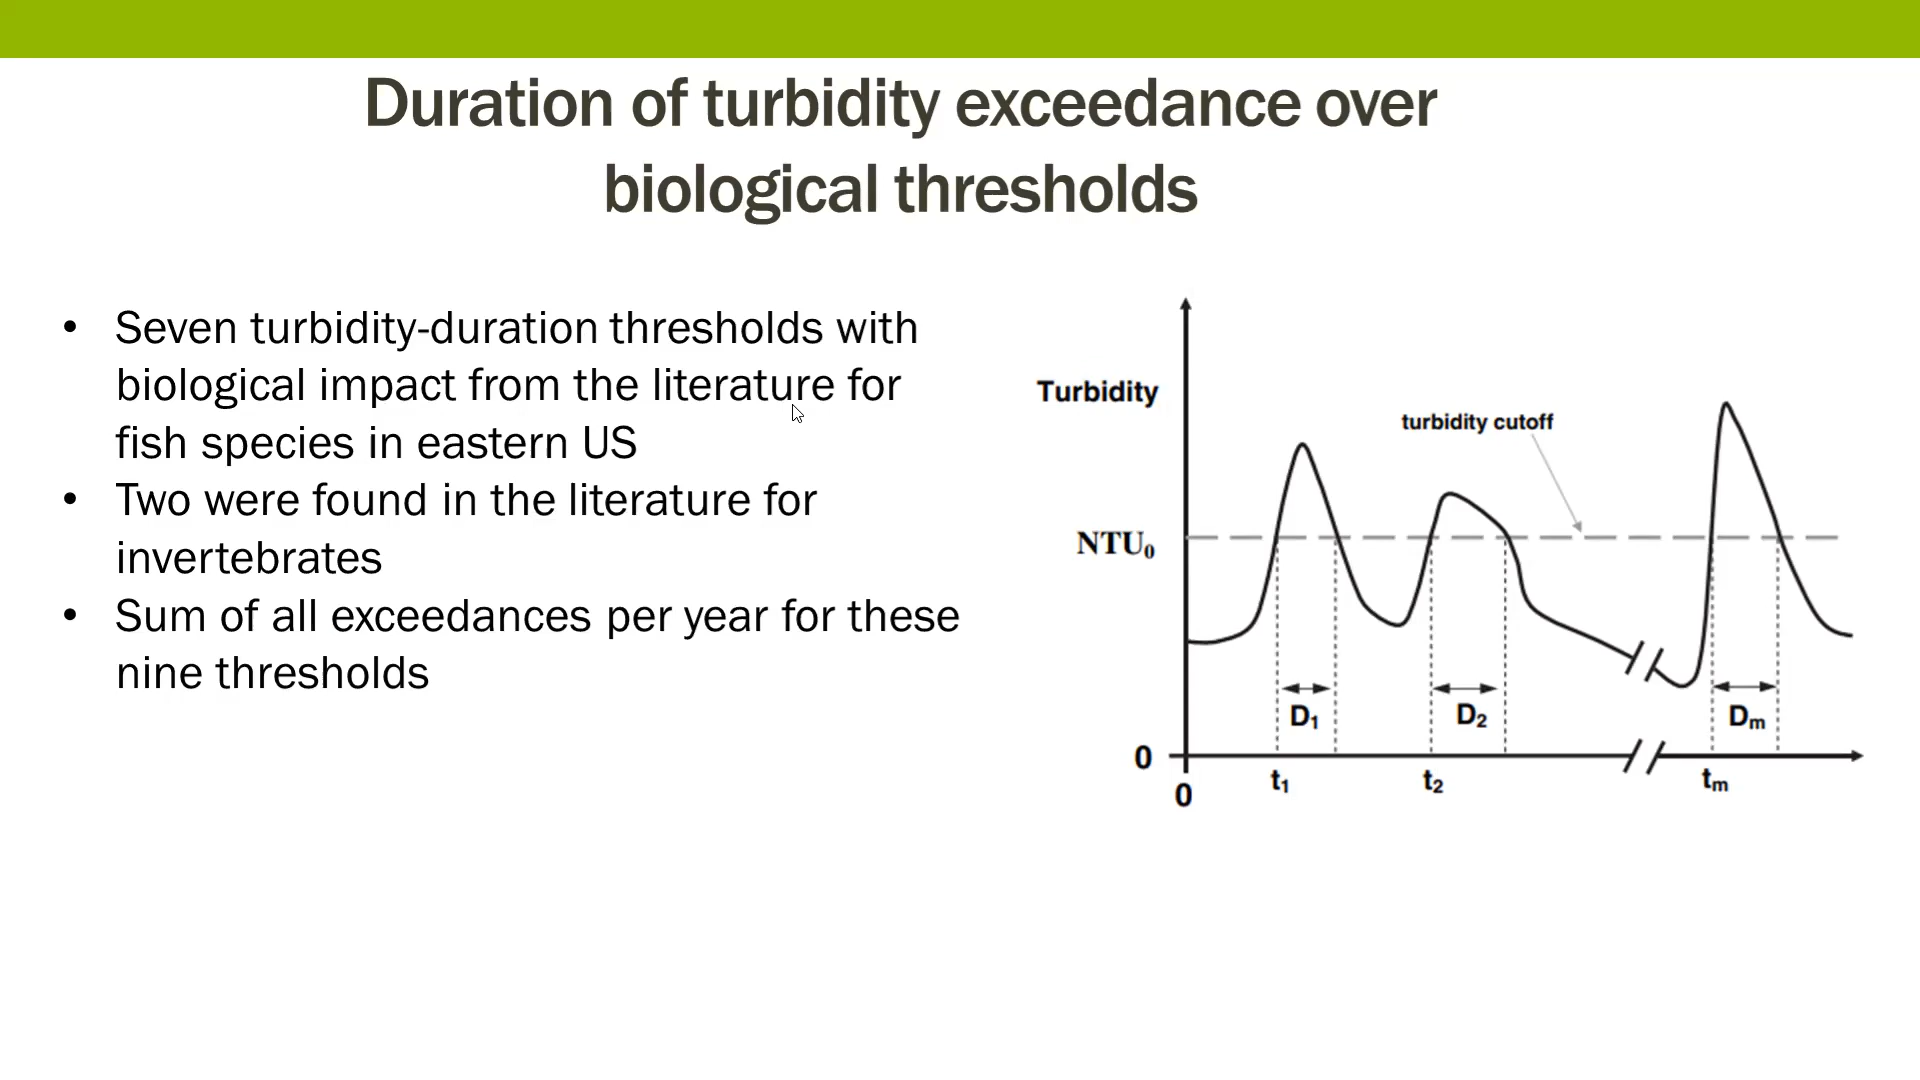 Duration of turbidity exceedance over
biological thresholds
• Seven turbidity-duration thresholds with
biological impact from the literature for
fish species in eastern US
• Two were found in the literature for
invertebrates
• Sum of all exceedances per year for these
nine thresholds
Turbidity
turbidity cutoff
NTU₀
D₁
D₂
Dₘ
0
0
t₁
t₂
tₘ